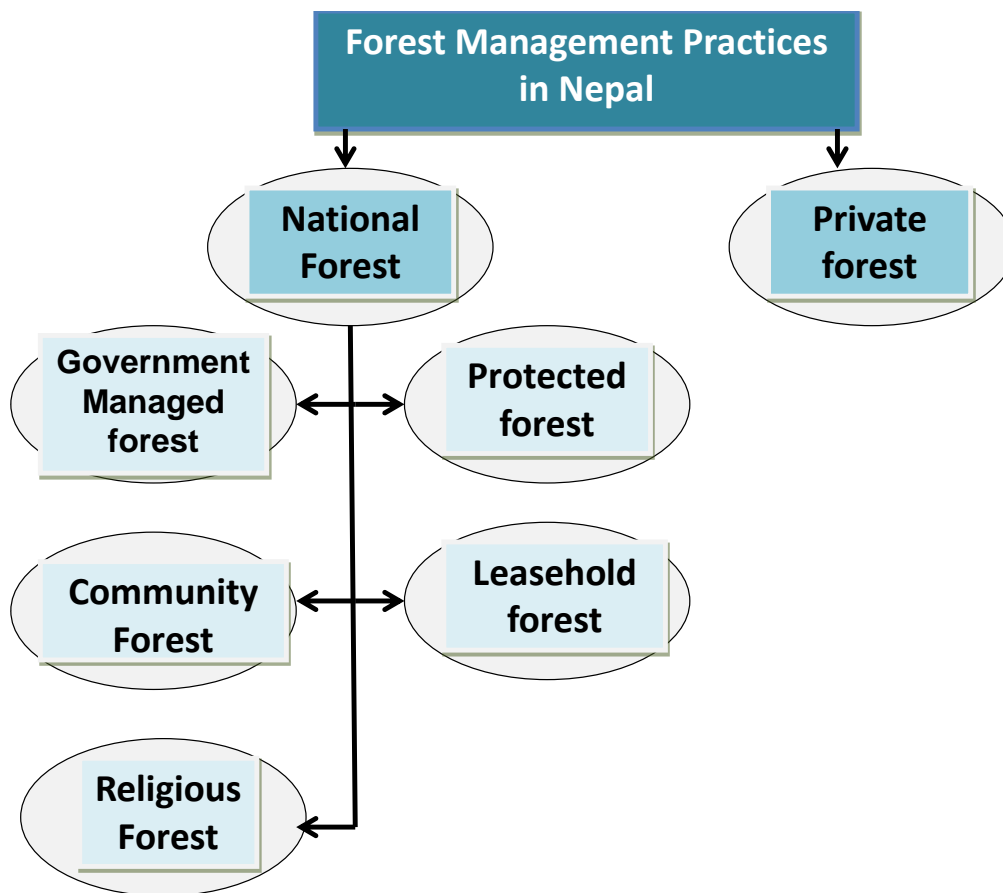 Forest Management Practices
in Nepal
National
Forest
Private
forest
Government
Managed
forest
Protected
forest
Community
Forest
Leasehold
forest
Religious
Forest